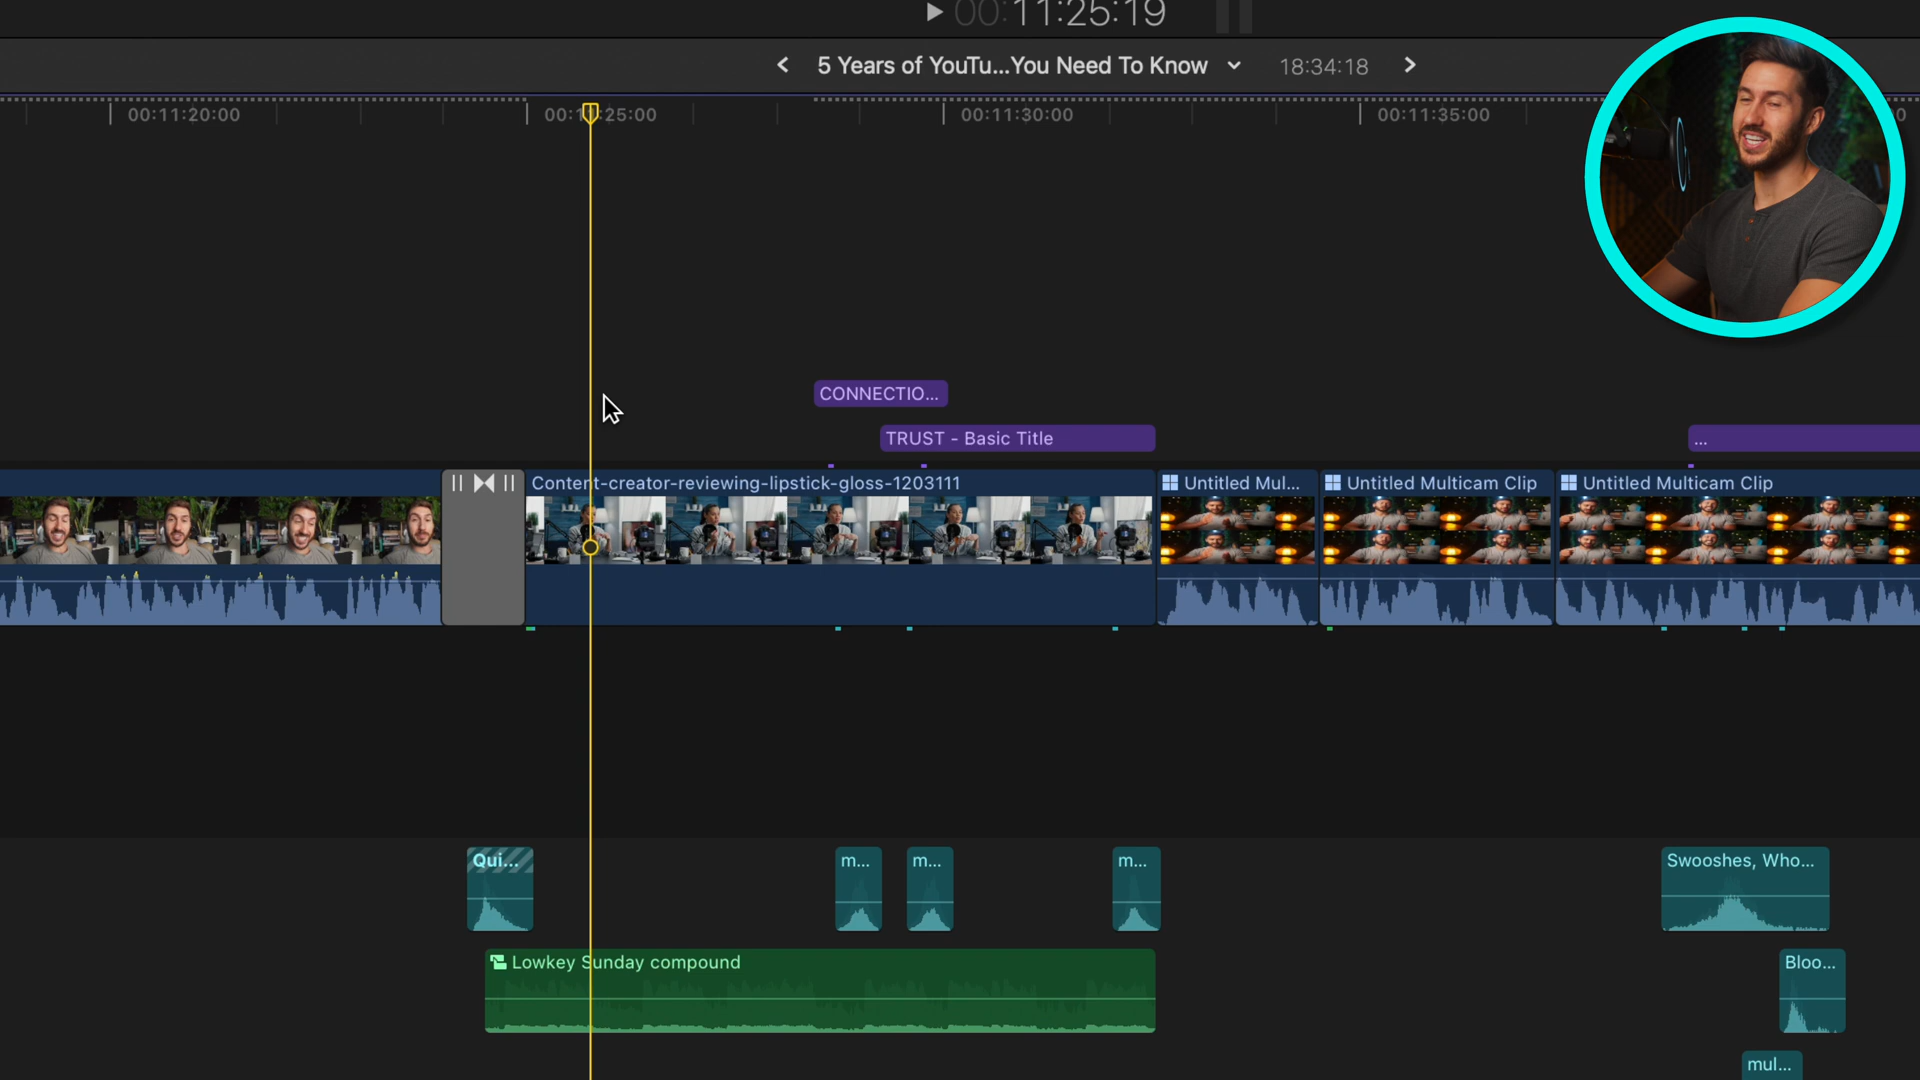 00:11:25:19
5 Years of YouTu...You Need To Know
18:34:18
00:11:20:00
00:11:25:00
00:11:30:00
00:11:35:00
CONNECTIO...
TRUST - Basic Title
...
Content-creator-reviewing-lipstick-gloss-1203111
Untitled Mul...
Untitled Multicam Clip
Untitled Multicam Clip
Qui...
m...
m...
m...
Swooshes, Who...
Lowkey Sunday compound
Bloo...
mul...